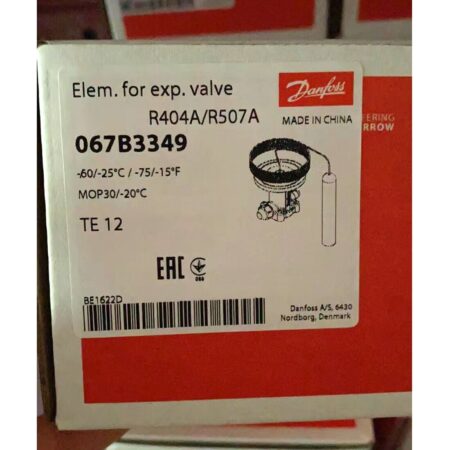 Elem. for exp. valve
Danfoss
R404A/R507A
MADE IN CHINA
067B3349
-60/-25°C / -75/-15°F
MOP30/-20°C
TE 12
EAC
BE1622D
Danfoss A/S, 6430
Nordborg, Denmark